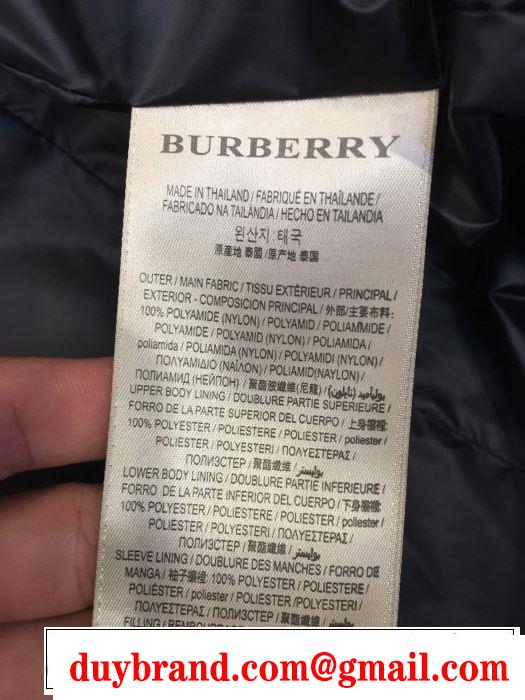 BURBERRY
MADE IN THAILAND / FABRIQUÉ EN THAÏLANDE /
FABRICADO NA TAILÂNDIA / HECHO EN TAILANDIA
원산지 : 태국
原産地 泰國 / 原产地 泰国
OUTER / MAIN FABRIC / TISSU EXTÉRIEUR / PRINCIPAL /
EXTERIOR - COMPOSICION PRINCIPAL / 外部/主要布料:
100% POLYAMIDE (NYLON) / POLYAMID / POLIAMMIDE /
POLYAMIDE / POLYAMID (NYLON) / POLIAMIDA /
poliamida / POLIAMIDA (NYLON) / POLYAMIDI (NYLON) /
ΠΟΛΥΑΜΙΔΙΟ (ΝΑΪΛΟΝ) / POLIAMID(NAYLON) /
ПОЛИАМИД (НЕЙЛОН) / 聚酰胺纖維(尼龍) / بوليأميد (نايلون)/
UPPER BODY LINING / DOUBLURE PARTIE SUPERIEURE /
FORRO DE LA PARTE SUPERIOR DEL CUERPO / 上身襯裡:
100% POLYESTER / POLIESTERE / POLIESTER / poliester /
POLIESTER / POLYESTERI / ΠΟΛΥΕΣΤΕΡΑΣ /
ПОЛИЭСТЕР / 聚酯纖維 / بوليستر
LOWER BODY LINING / DOUBLURE PARTIE INFERIEURE /
FORRO DE LA PARTE INFERIOR DEL CUERPO / 下身襯裡:
100% POLYESTER / POLIESTERE / POLIESTER / poliester /
POLIESTER / POLYESTERI / ΠΟΛΥΕΣΤΕΡΑΣ /
ПОЛИЭСТЕР / 聚酯纖維 / بوليستر
SLEEVE LINING / DOUBLURE DES MANCHES / FORRO DE
MANGA / 袖子襯裡: 100% POLYESTER / POLIESTERE /
POLIESTER / poliester / POLIESTER / POLYESTERI /
ΠΟΛΥΕΣΤΕΡΑΣ / ПОЛИЭСТЕР / 聚酯纖維 /
FILLING /
duybrand.com@gmail.com